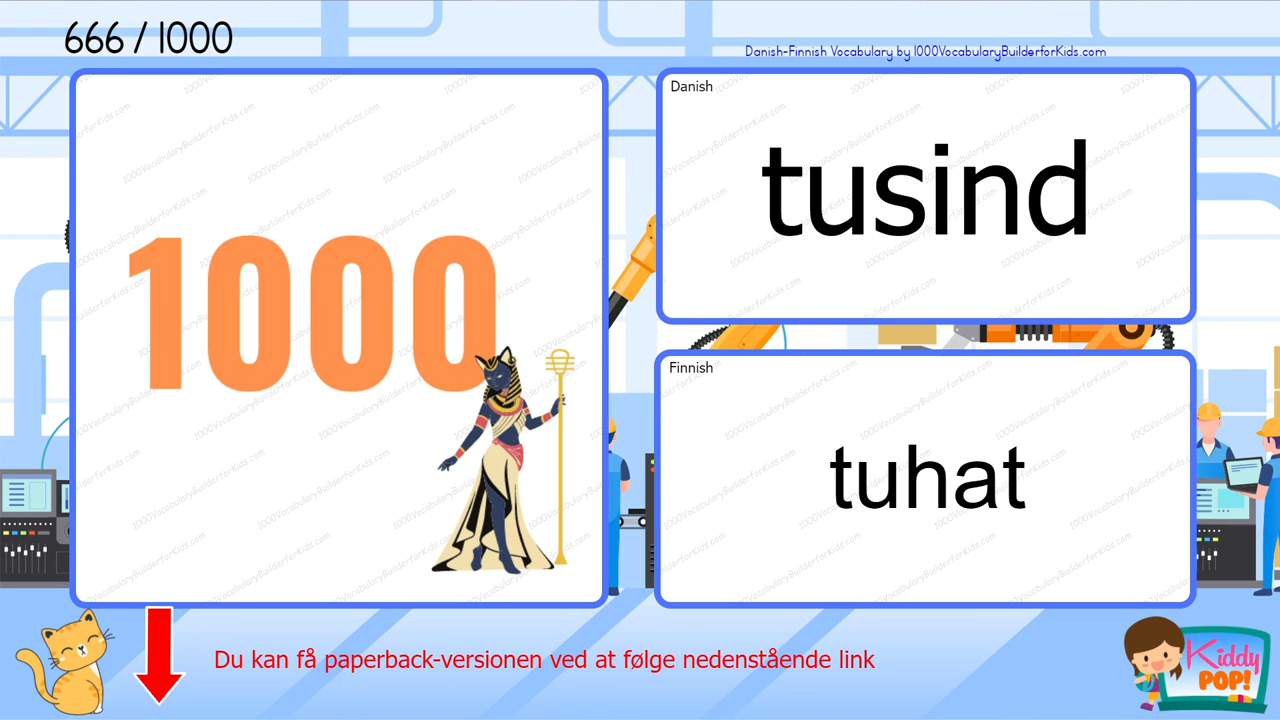 666 / 1000
Danish-Finnish Vocabulary by 1000VocabularyBuilderforKids.com
1000
Danish
tusind
Finnish
tuhat
Du kan få paperback-versionen ved at følge nedenstående link
Kiddy
POP!